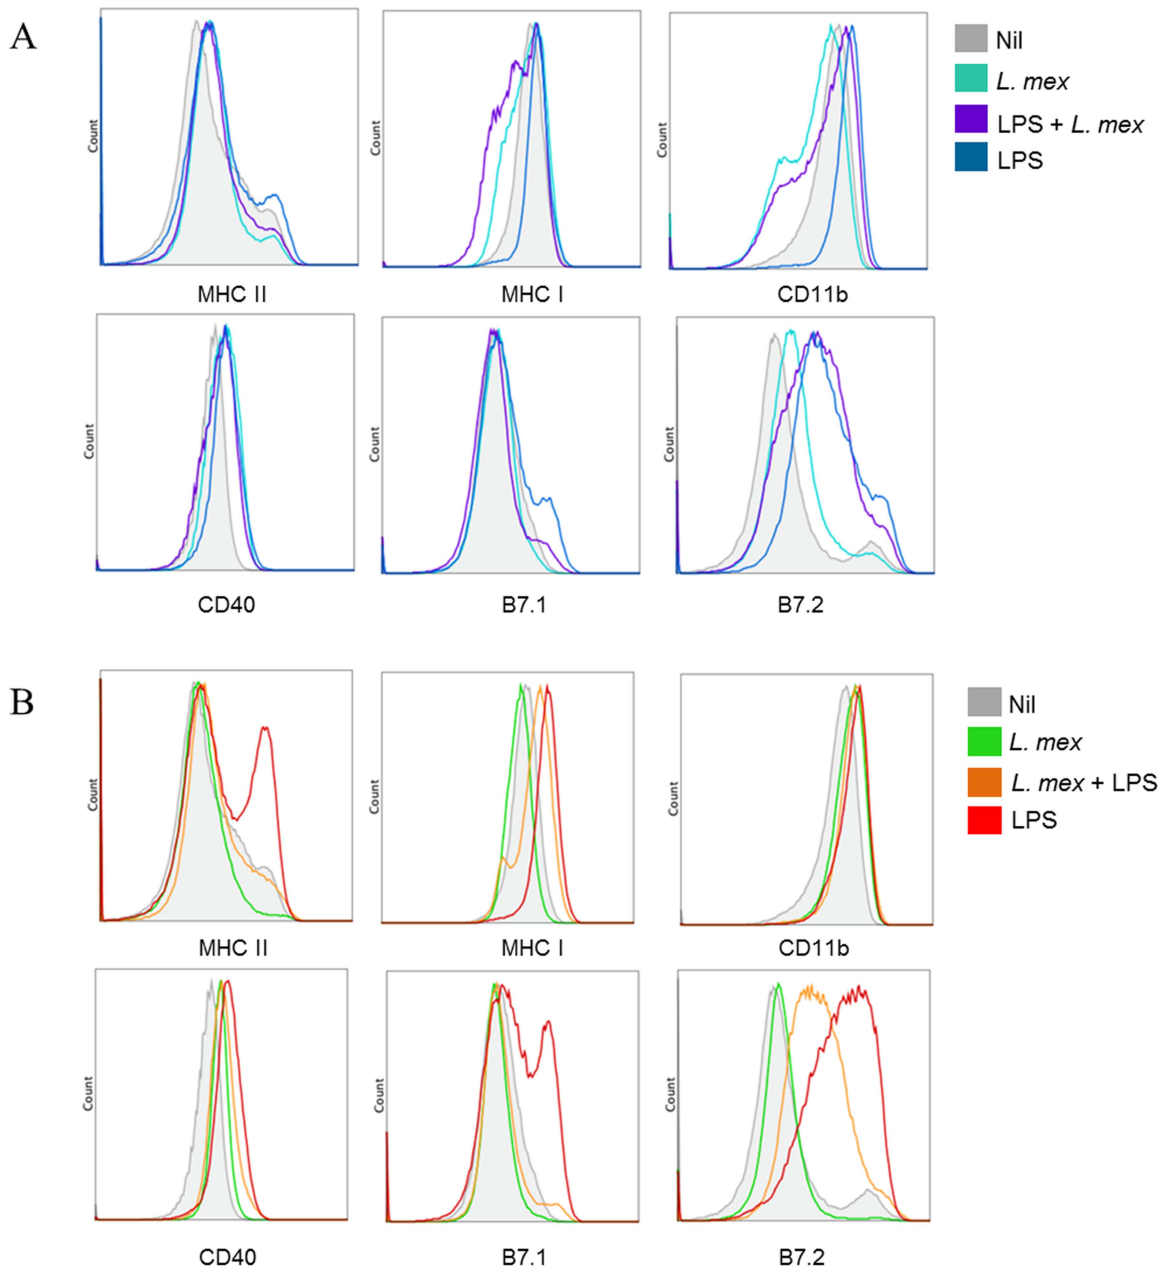 A
Count
MHC II
Count
MHC I
Count
CD11b
Nil
L. mex
LPS + L. mex
LPS
Count
CD40
Count
B7.1
Count
B7.2
B
Count
MHC II
Count
MHC I
Count
CD11b
Nil
L. mex
L. mex + LPS
LPS
Count
CD40
Count
B7.1
Count
B7.2